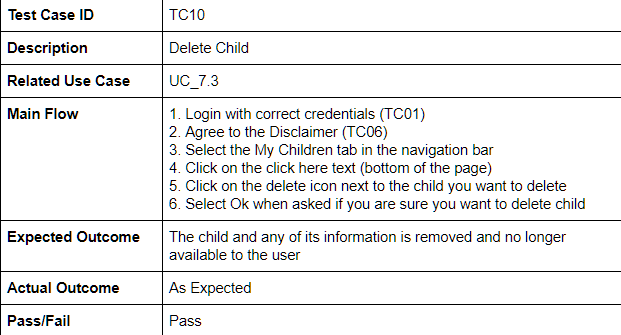 Test Case ID TC10
Description Delete Child
Related Use Case UC_7.3
Main Flow 1. Login with correct credentials (TC01)
2. Agree to the Disclaimer (TC06)
3. Select the My Children tab in the navigation bar
4. Click on the click here text (bottom of the page)
5. Click on the delete icon next to the child you want to delete
6. Select Ok when asked if you are sure you want to delete child
Expected Outcome The child and any of its information is removed and no longer
available to the user
Actual Outcome As Expected
Pass/Fail Pass